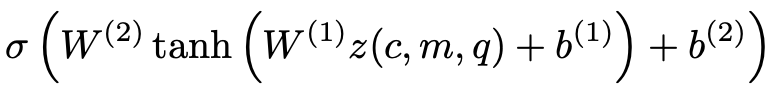 σ (W^(2) tanh (W^(1) z(c, m, q) + b^(1)) + b^(2))